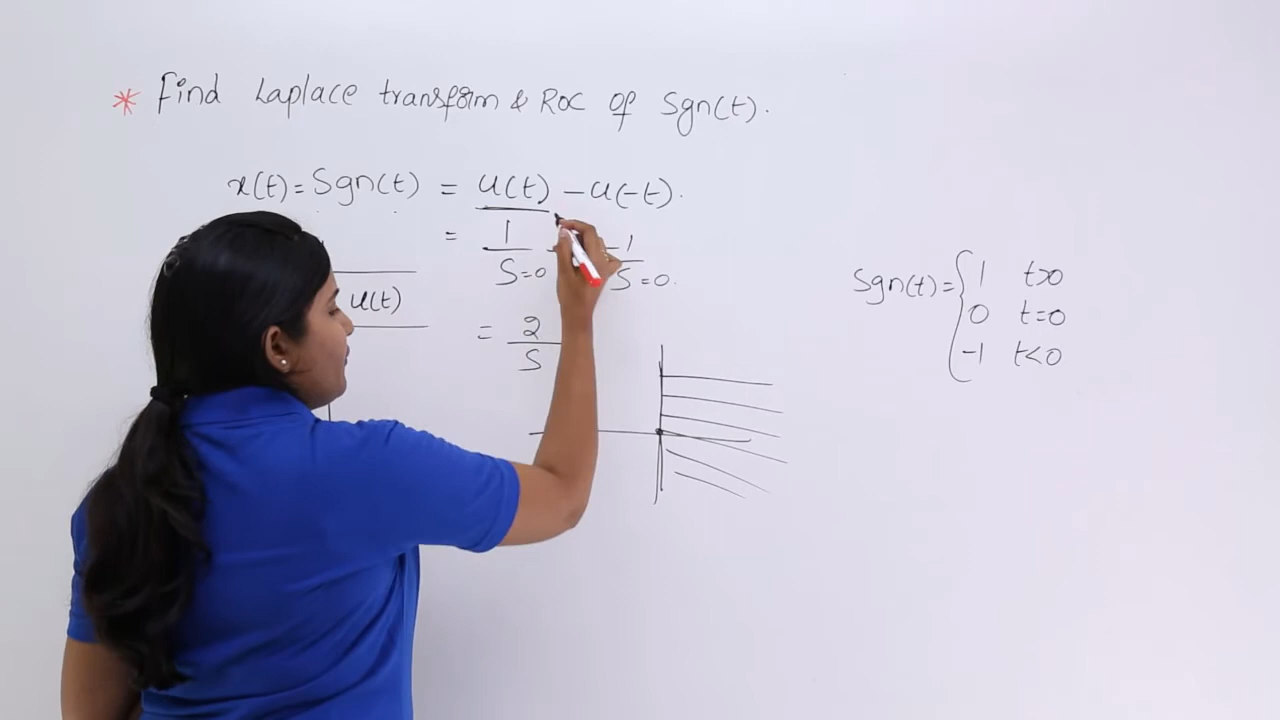 * Find Laplace transform & ROC of Sgn(t).
x(t) = Sgn(t) = u(t) - u(-t).
= 1/S=0 -1/S=0.
u(t)
= 2/S
Sgn(t) = { 1 t>0
0 t=0
-1 t<0